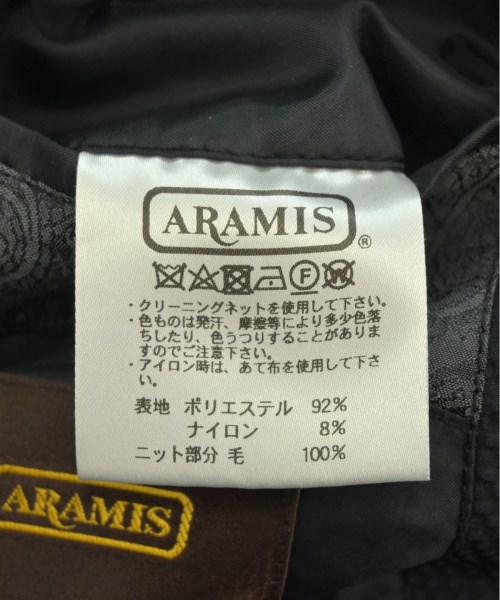 ARAMIS
®
F W
・クリーニングネットを使用して下さい。
・色ものは発汗、摩擦等により多少色落
ちしたり、色うつりすることがありま
すのでご注意下さい。
・アイロン時は、あて布を使用して下さ
い。
表地 ポリエステル 92%
ナイロン 8%
ニット部分 毛 100%
ARAMIS